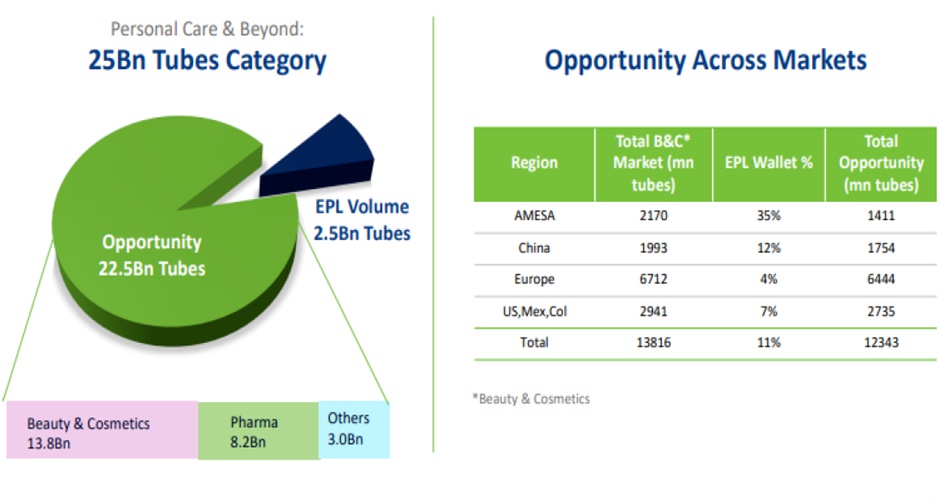 Personal Care & Beyond:
25Bn Tubes Category
Opportunity
22.5Bn Tubes
EPL Volume
2.5Bn Tubes
Beauty & Cosmetics
13.8Bn
Pharma
8.2Bn
Others
3.0Bn
Opportunity Across Markets
Region Total B&C* Market (mn tubes) EPL Wallet % Total Opportunity (mn tubes)
AMESA 2170 35% 1411
China 1993 12% 1754
Europe 6712 4% 6444
US,Mex,Col 2941 7% 2735
Total 13816 11% 12343
*Beauty & Cosmetics